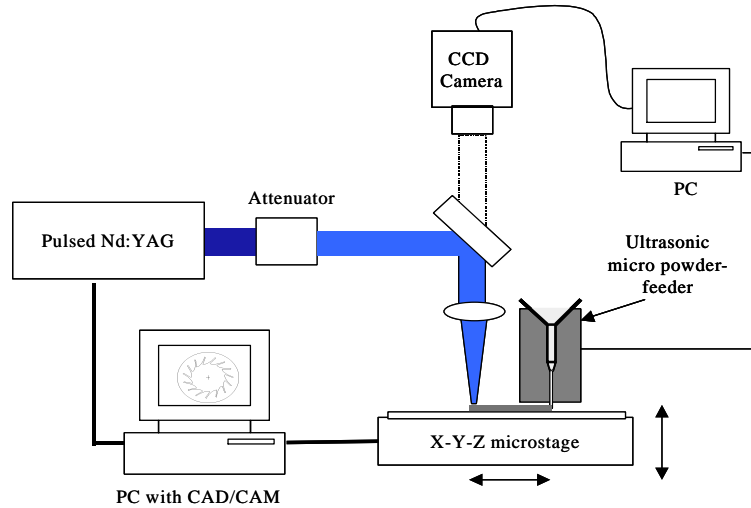 CCD
Camera
PC
Attenuator
Pulsed Nd:YAG
Ultrasonic
micro powder-
feeder
X-Y-Z microstage
PC with CAD/CAM